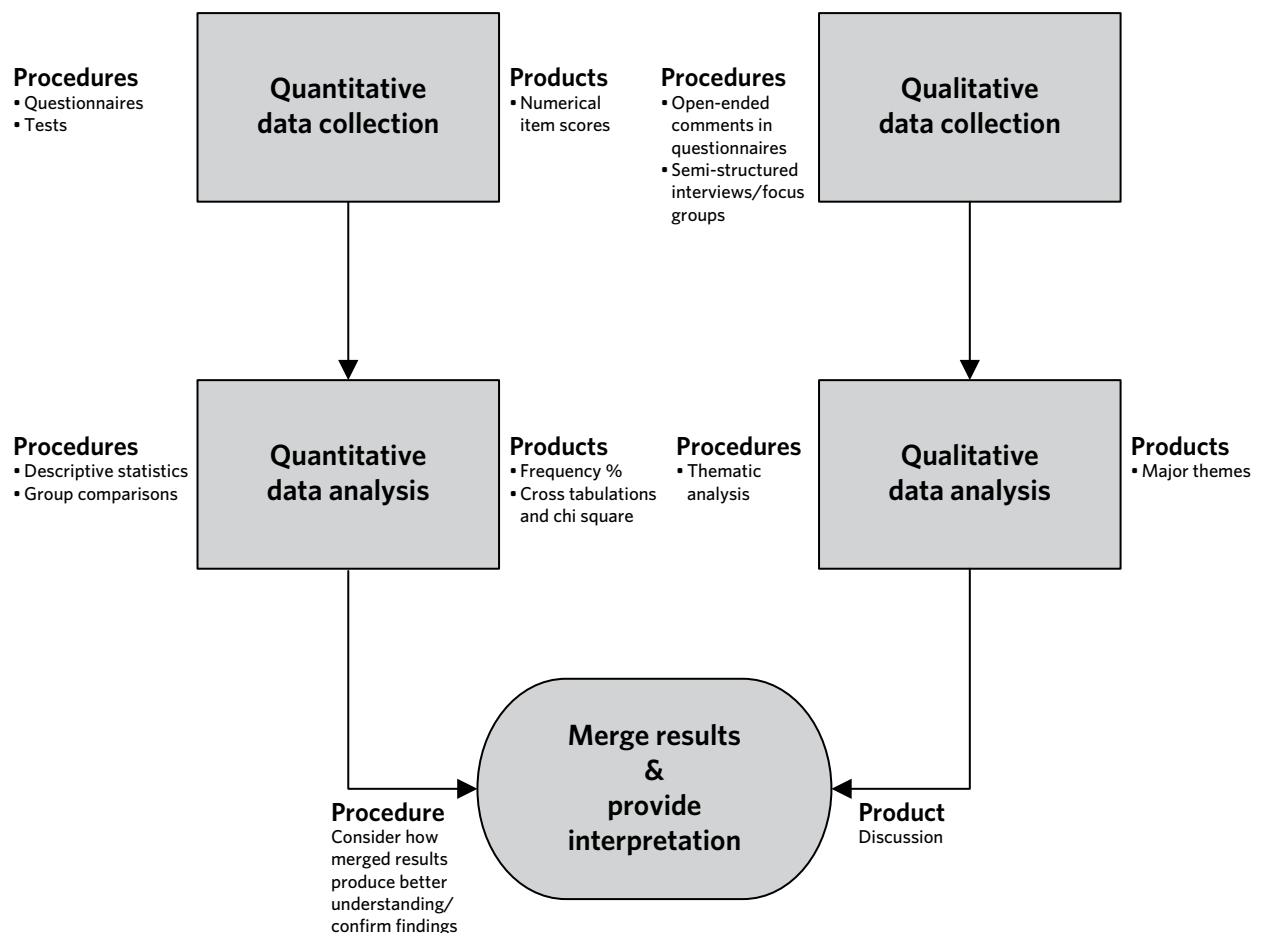 Procedures
▪ Questionnaires
▪ Tests
Quantitative
data collection
Products
▪ Numerical
item scores
Procedures
▪ Open-ended
comments in
questionnaires
▪ Semi-structured
interviews/focus
groups
Qualitative
data collection
Procedures
▪ Descriptive statistics
▪ Group comparisons
Quantitative
data analysis
Products
▪ Frequency %
▪ Cross tabulations
and chi square
Procedures
▪ Thematic
analysis
Qualitative
data analysis
Products
▪ Major themes
Merge results
&
provide
interpretation
Procedure
Consider how
merged results
produce better
understanding/
confirm findings
Product
Discussion